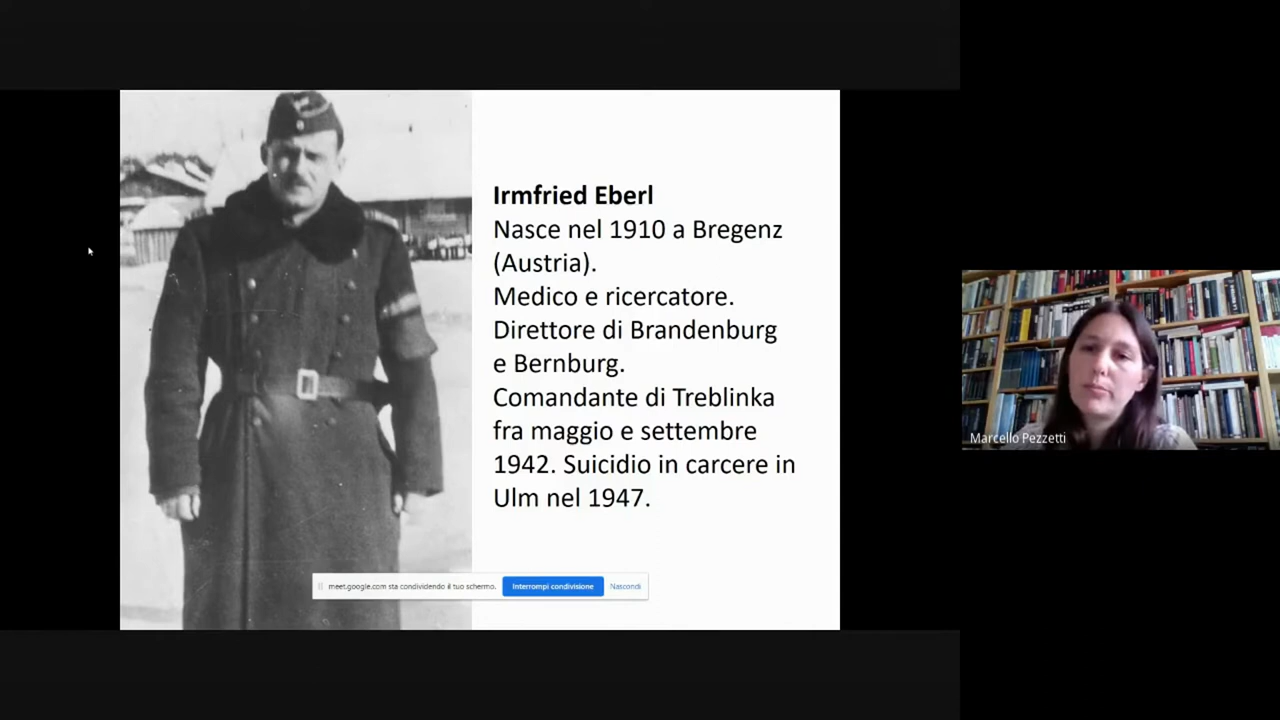 Irmfried Eberl
Nasce nel 1910 a Bregenz
(Austria).
Medico e ricercatore.
Direttore di Brandenburg
e Bernburg.
Comandante di Treblinka
fra maggio e settembre
1942. Suicidio in carcere in
Ulm nel 1947.
meet.google.com sta condividendo il tuo schermo. Interrompi condivisione Nascondi
Marcello Pezzetti